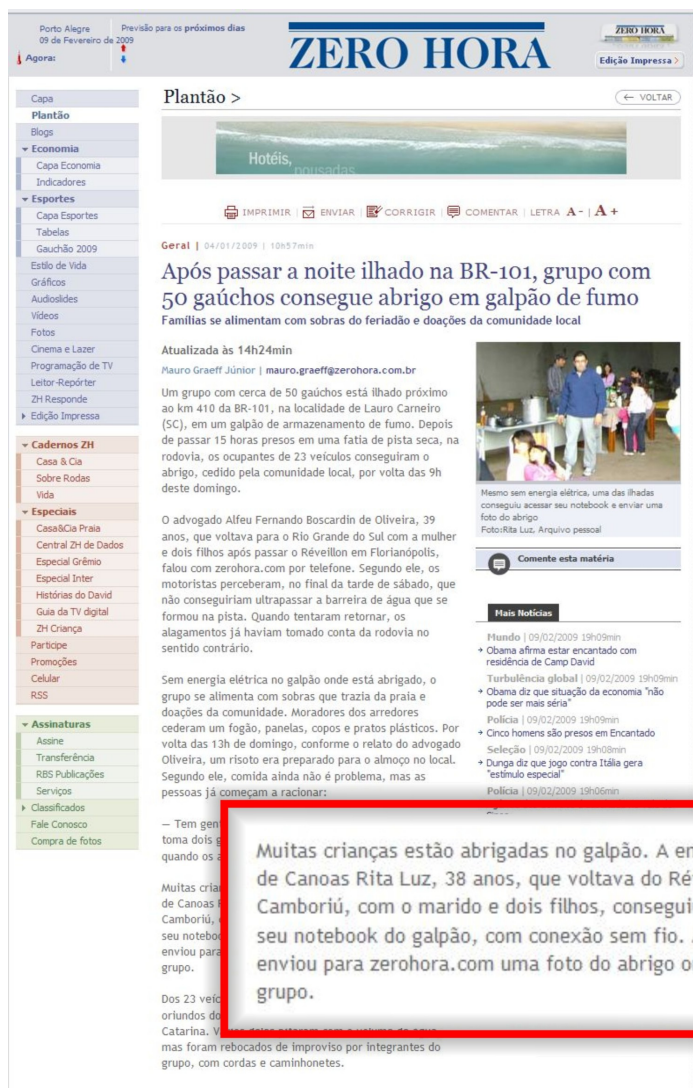 Porto Alegre
09 de Fevereiro de 2009
Agora:
Previsão para os próximos dias
ZERO HORA
ZERO HORA
Edição Impressa >
Capa
Plantão
Blogs
Economia
Capa Economia
Indicadores
Esportes
Capa Esportes
Tabelas
Gauchão 2009
Estilo de Vida
Gráficos
Audioslides
Vídeos
Fotos
Cinema e Lazer
Programação de TV
Leitor-Repórter
ZH Responde
Edição Impressa
Cadernos ZH
Casa & Cia
Sobre Rodas
Vida
Especiais
Casa&Cia Praia
Central ZH de Dados
Especial Grêmio
Especial Inter
Histórias do David
Guia da TV digital
ZH Criança
Participe
Promoções
Celular
RSS
Assinaturas
Assine
Transferência
RBS Publicações
Serviços
Classificados
Fale Conosco
Compra de fotos
Plantão >
← VOLTAR
Hotéis,
pousadas
IMPRIMIR | ENVIAR | CORRIGIR | COMENTAR | LETRA A - | A +
Geral | 04/01/2009 | 10h57min
Após passar a noite ilhado na BR-101, grupo com
50 gaúchos consegue abrigo em galpão de fumo
Famílias se alimentam com sobras do feriadão e doações da comunidade local
Atualizada às 14h24min
Mauro Graeff Júnior | mauro.graeff@zerohora.com.br
Um grupo com cerca de 50 gaúchos está ilhado próximo
ao km 410 da BR-101, na localidade de Lauro Carneiro
(SC), em um galpão de armazenamento de fumo. Depois
de passar 15 horas presos em uma fatia de pista seca, na
rodovia, os ocupantes de 23 veículos conseguiram o
abrigo, cedido pela comunidade local, por volta das 9h
deste domingo.
O advogado Alfeu Fernando Boscardin de Oliveira, 39
anos, que voltava para o Rio Grande do Sul com a mulher
e dois filhos após passar o Réveillon em Florianópolis,
falou com zerohora.com por telefone. Segundo ele, os
motoristas perceberam, no final da tarde de sábado, que
não conseguiriam ultrapassar a barreira de água que se
formou na pista. Quando tentaram retornar, os
alagamentos já haviam tomado conta da rodovia no
sentido contrário.
Sem energia elétrica no galpão onde está abrigado, o
grupo se alimenta com sobras que trazia da praia e
doações da comunidade. Moradores dos arredores
cederam um fogão, panelas, copos e pratos plásticos. Por
volta das 13h de domingo, conforme o relato do advogado
Oliveira, um risoto era preparado para o almoço no local.
Segundo ele, comida ainda não é problema, mas as
pessoas já começam a racionar:
— Tem gen
toma dois
quando os a
Muitas cria
de Canoas
Camboriú,
seu notebo
enviou para
grupo.
Dos 23 veíc
oriundos do
Catarina.
mas foram rebocados de improviso por integrantes do
grupo, com cordas e caminhonetes.
Mesmo sem energia elétrica, uma das ilhadas
conseguiu acessar seu notebook e enviar uma
foto do abrigo
Foto:Rita Luz, Arquivo pessoal
Comente esta matéria
Mais Notícias
Mundo | 09/02/2009 19h09min
Obama afirma estar encantado com
residência de Camp David
Turbulência global | 09/02/2009 19h09min
Obama diz que situação da economia "não
pode ser mais séria"
Polícia | 09/02/2009 19h09min
Cinco homens são presos em Encantado
Seleção | 09/02/2009 19h08min
Dunga diz que jogo contra Itália gera
"estímulo especial"
Polícia | 09/02/2009 19h06min
Muitas crianças estão abrigadas no galpão. A en
de Canoas Rita Luz, 38 anos, que voltava do Ré
Camboriú, com o marido e dois filhos, consegui
seu notebook do galpão, com conexão sem fio.
enviou para zerohora.com uma foto do abrigo o
grupo.